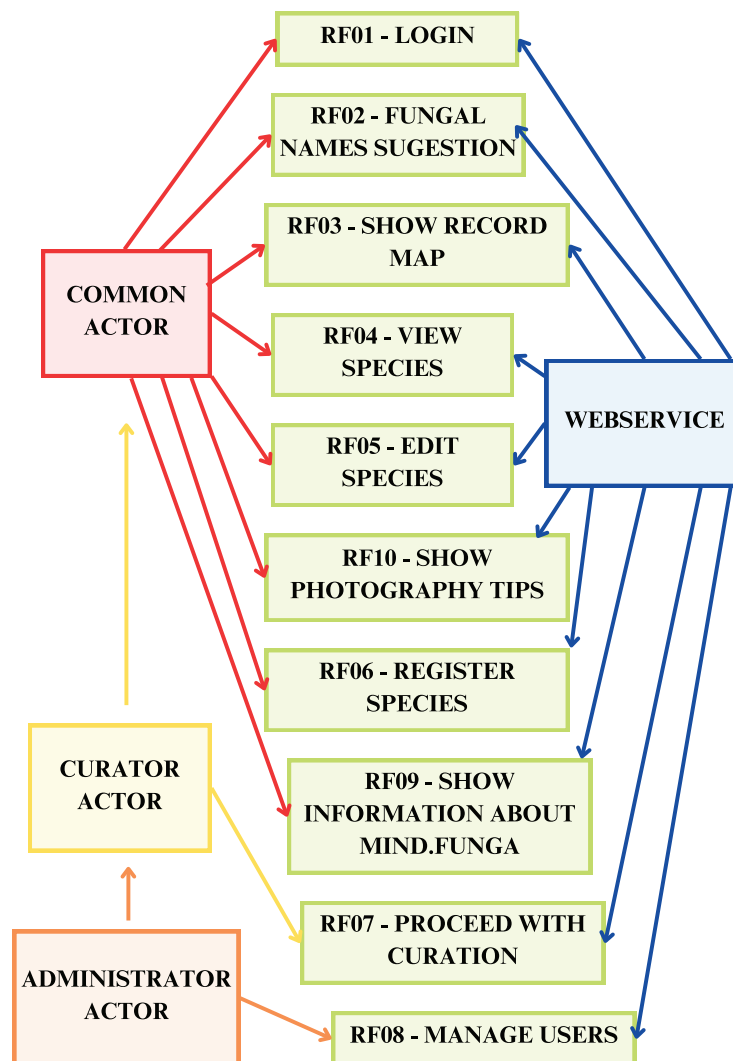 RF01 - LOGIN
RF02 - FUNGAL
NAMES SUGESTION
RF03 - SHOW RECORD
MAP
COMMON
ACTOR
RF04 - VIEW
SPECIES
WEBSERVICE
RF05 - EDIT
SPECIES
RF10 - SHOW
PHOTOGRAPHY TIPS
RF06 - REGISTER
SPECIES
CURATOR
ACTOR
RF09 - SHOW
INFORMATION ABOUT
MIND.FUNGA
RF07 - PROCEED WITH
CURATION
ADMINISTRATOR
ACTOR
RF08 - MANAGE USERS